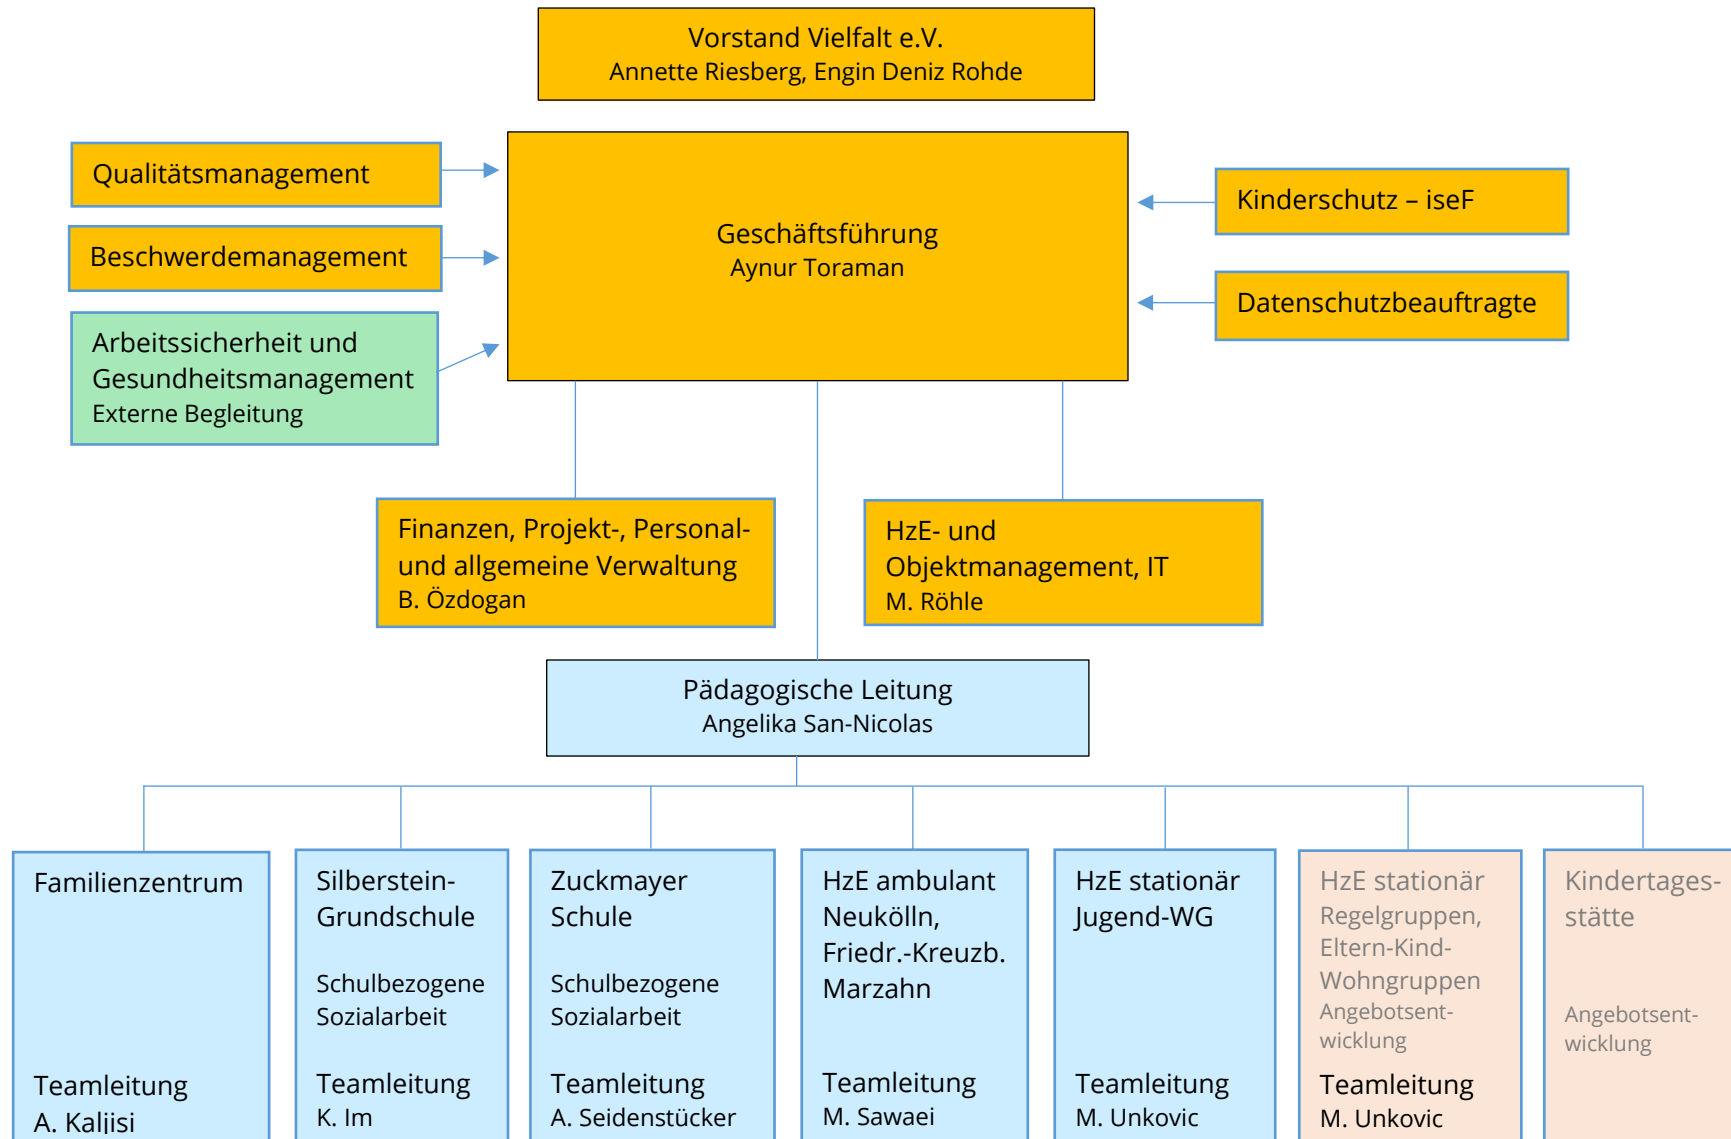 Vorstand Vielfalt e.V.
Annette Riesberg, Engin Deniz Rohde
Qualitätsmanagement
Beschwerdemanagement
Arbeitssicherheit und
Gesundheitsmanagement
Externe Begleitung
Geschäftsführung
Aynur Toraman
Kinderschutz – iseF
Datenschutzbeauftragte
Finanzen, Projekt-, Personal-
und allgemeine Verwaltung
B. Özdogan
HzE- und
Objektmanagement, IT
M. Röhle
Pädagogische Leitung
Angelika San-Nicolas
Familienzentrum
Teamleitung
A. Kaljisi
Silberstein-
Grundschule
Schulbezogene
Sozialarbeit
Teamleitung
K. Im
Zuckmayer
Schule
Schulbezogene
Sozialarbeit
Teamleitung
A. Seidenstücker
HzE ambulant
Neukölln,
Friedr.-Kreuzb.
Marzahn
Teamleitung
M. Sawaei
HzE stationär
Jugend-WG
Teamleitung
M. Unkovic
HzE stationär
Regelgruppen,
Eltern-Kind-
Wohngruppen
Angebotsent-
wicklung
Teamleitung
M. Unkovic
Kindertages-
stätte
Angebotsent-
wicklung